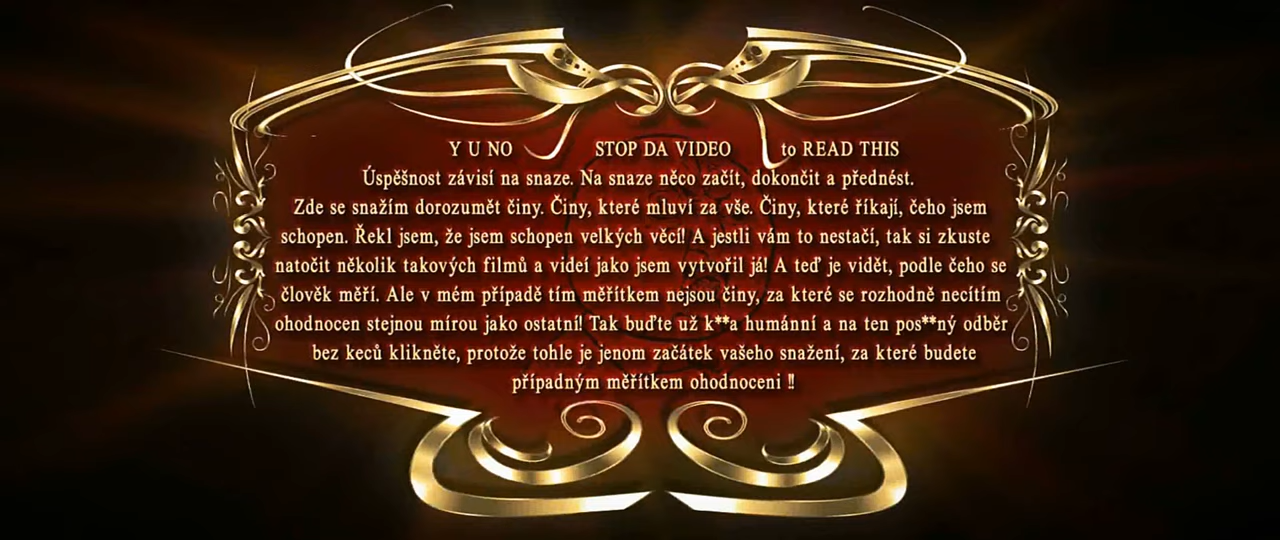 Y U NO STOP DA VIDEO to READ THIS
Úspěšnost závisí na snaze. Na snaze něco začít, dokončit a přednést.
Zde se snažím dorozumět činy. Činy, které mluví za vše. Činy, které říkají, čeho jsem
schopen. Řekl jsem, že jsem schopen velkých věcí! A jestli vám to nestačí, tak si zkuste
natočit několik takových filmů a videí jako jsem vytvořil já! A teď je vidět, podle čeho se
člověk měří. Ale v mém případě tím měřítkem nejsou činy, za které se rozhodně necítím
ohodnocen stejnou mírou jako ostatní! Tak buďte už k**a humánní a na ten pos**ný odběr
bez keců klikněte, protože tohle je jenom začátek vašeho snažení, za které budete
případným měřítkem ohodnoceni !!